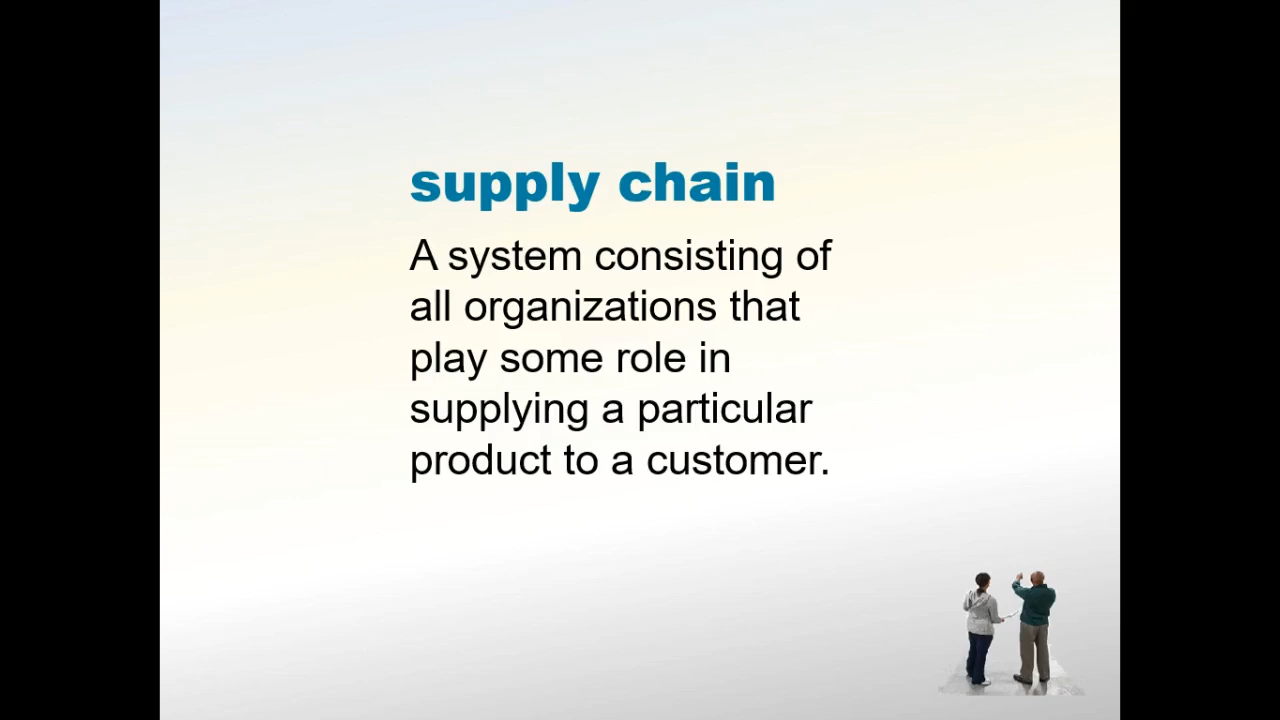 supply chain
A system consisting of
all organizations that
play some role in
supplying a particular
product to a customer.